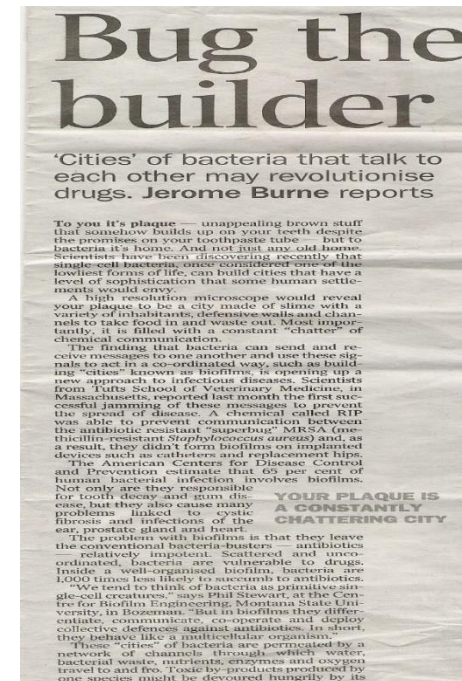 Bug the
builder
'Cities' of bacteria that talk to
each other may revolutionise
drugs. Jerome Burne reports
To you it's plaque — unappealing brown stuff
that somehow builds up on your teeth despite
the promises on your toothpaste tube — but to
bacteria it's home. And not just any old home.
Scientists have been discovering recently that
single-cell bacteria, once considered one of the
lowliest forms of life, can build cities that have a
level of sophistication that some human settle-
ments would envy.
A high resolution microscope would reveal
your plaque to be a city made of slime with a
variety of inhabitants, defensive walls and chan-
nels to take food in and waste out. Most impor-
tantly, it is filled with a constant "chatter" of
chemical communication.
The finding that bacteria can send and re-
ceive messages to one another and use these sig-
nals to act in a co-ordinated way, such as build-
ing "cities" known as biofilms, is opening up a
new approach to infectious diseases. Scientists
from Tufts School of Veterinary Medicine, in
Massachusetts, reported last month the first suc-
cessful jamming of these messages to prevent
the spread of disease. A chemical called RIP
was able to prevent communication between
the antibiotic resistant "superbug" MRSA (me-
thicillin-resistant Staphylococcus aureus) and, as
a result, they didn't form biofilms on implanted
devices such as catheters and replacement hips.
The American Centers for Disease Control
and Prevention estimate that 65 per cent of
human bacterial infection involves biofilms.
Not only are they responsible
for tooth decay and gum dis-
ease, but they also cause many
problems linked to cystic
fibrosis and infections of the
ear, prostate gland and heart.
YOUR PLAQUE IS
A CONSTANTLY
CHATTERING CITY
The problem with biofilms is that they leave
the conventional bacteria-busters — antibiotics
— relatively impotent. Scattered and unco-
ordinated, bacteria are vulnerable to drugs.
Inside a well-organised biofilm, bacteria are
1,000 times less likely to succumb to antibiotics.
"We tend to think of bacteria as primitive sin-
gle-cell creatures," says Phil Stewart, at the Cen-
tre for Biofilm Engineering, Montana State Uni-
versity, in Bozeman. "But in biofilms they differ-
entiate, communicate, co-operate and deploy
collective defences against antibiotics. In short,
they behave like a multicellular organism."
These "cities" of bacteria are permeated by a
network of channels through which water,
bacterial waste, nutrients, enzymes and oxygen
travel to and fro. Toxic by-products produced by
one species might be devoured hungrily by its